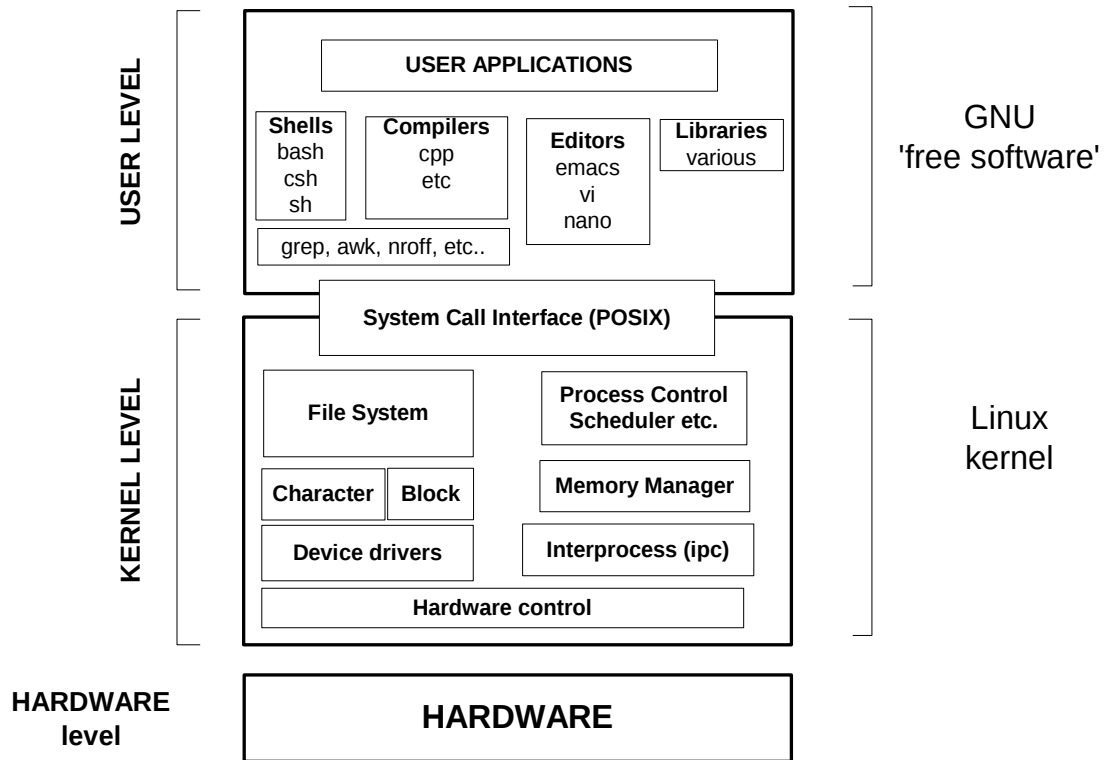 USER LEVEL
USER APPLICATIONS
Shells
bash
csh
sh
Compilers
cpp
etc
Editors
emacs
vi
nano
Libraries
various
grep, awk, nroff, etc..
GNU
'free software'
System Call Interface (POSIX)
KERNEL LEVEL
File System
Process Control
Scheduler etc.
Character
Block
Memory Manager
Device drivers
Interprocess (ipc)
Hardware control
Linux
kernel
HARDWARE
level
HARDWARE